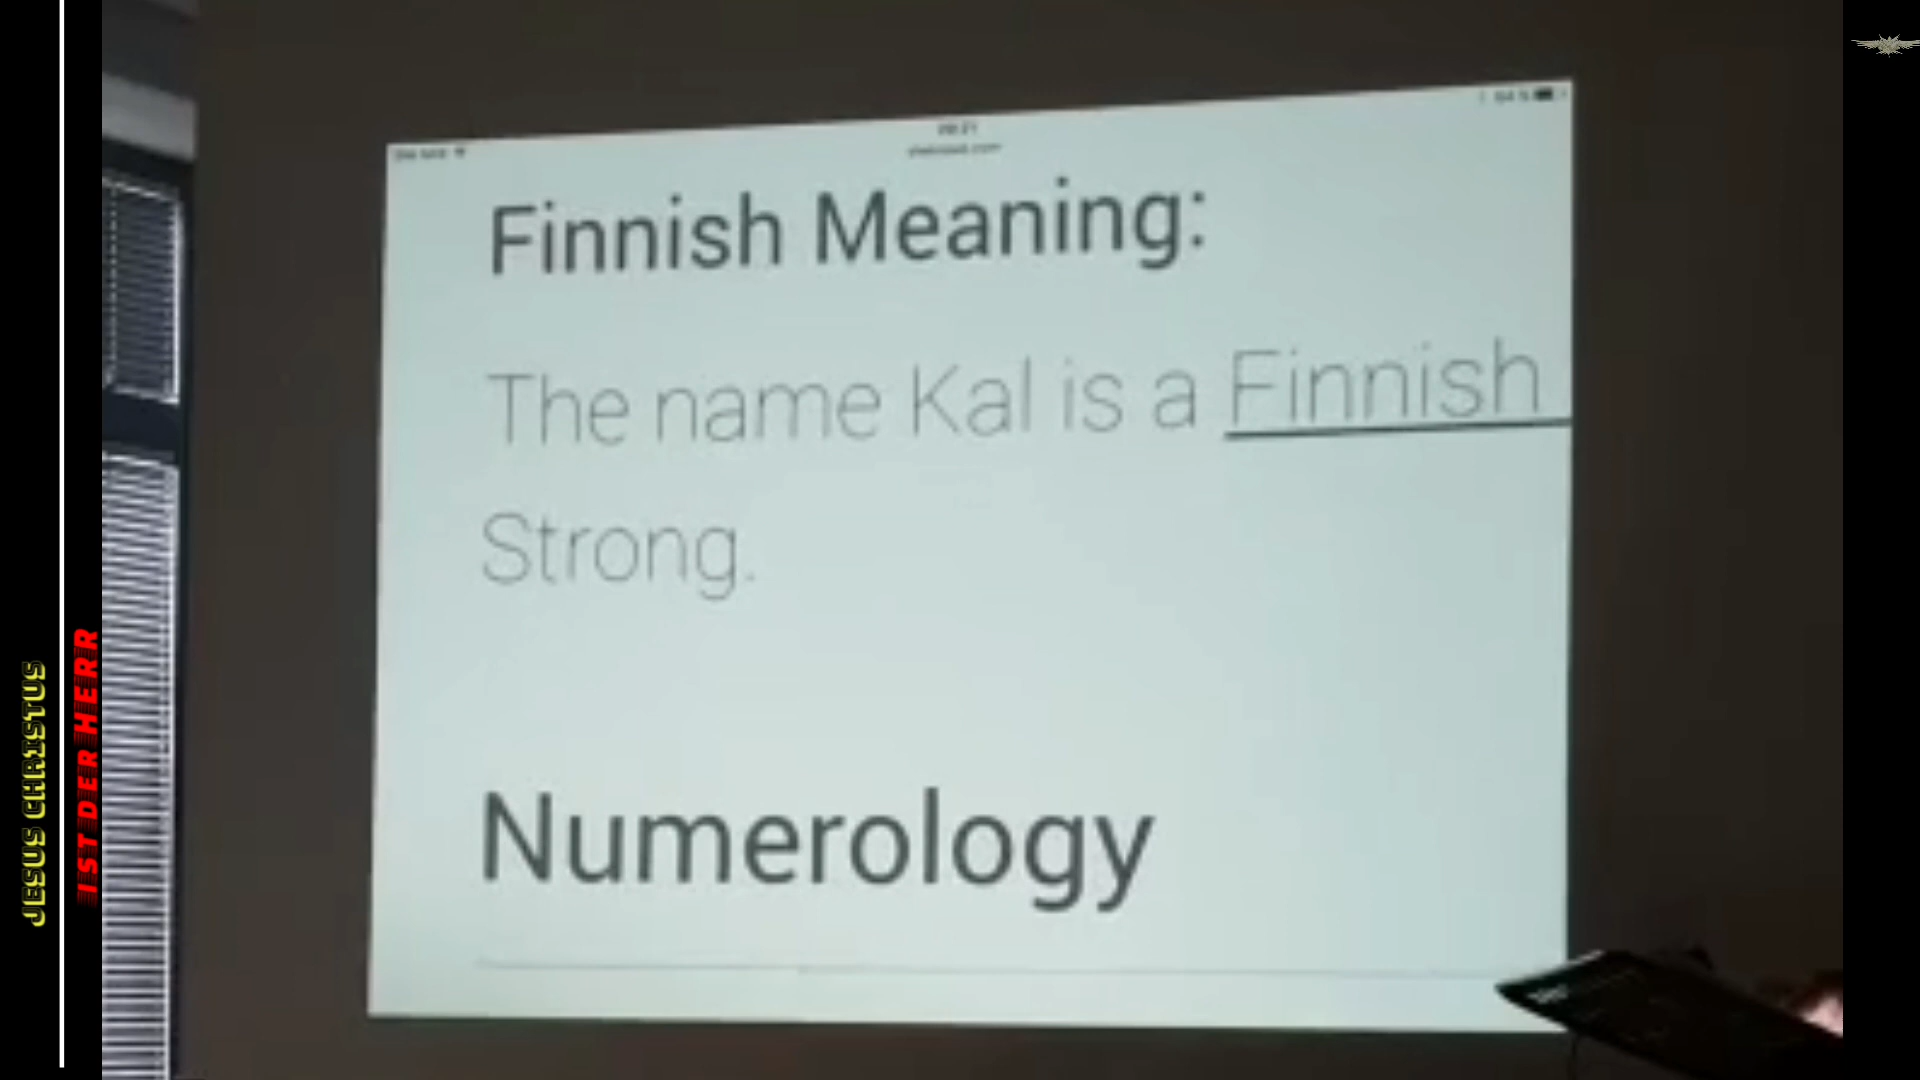 Finnish Meaning:
The name Kal is a Finnish
Strong.
Numerology
JESUS CHRISTUS
IST DER HERR